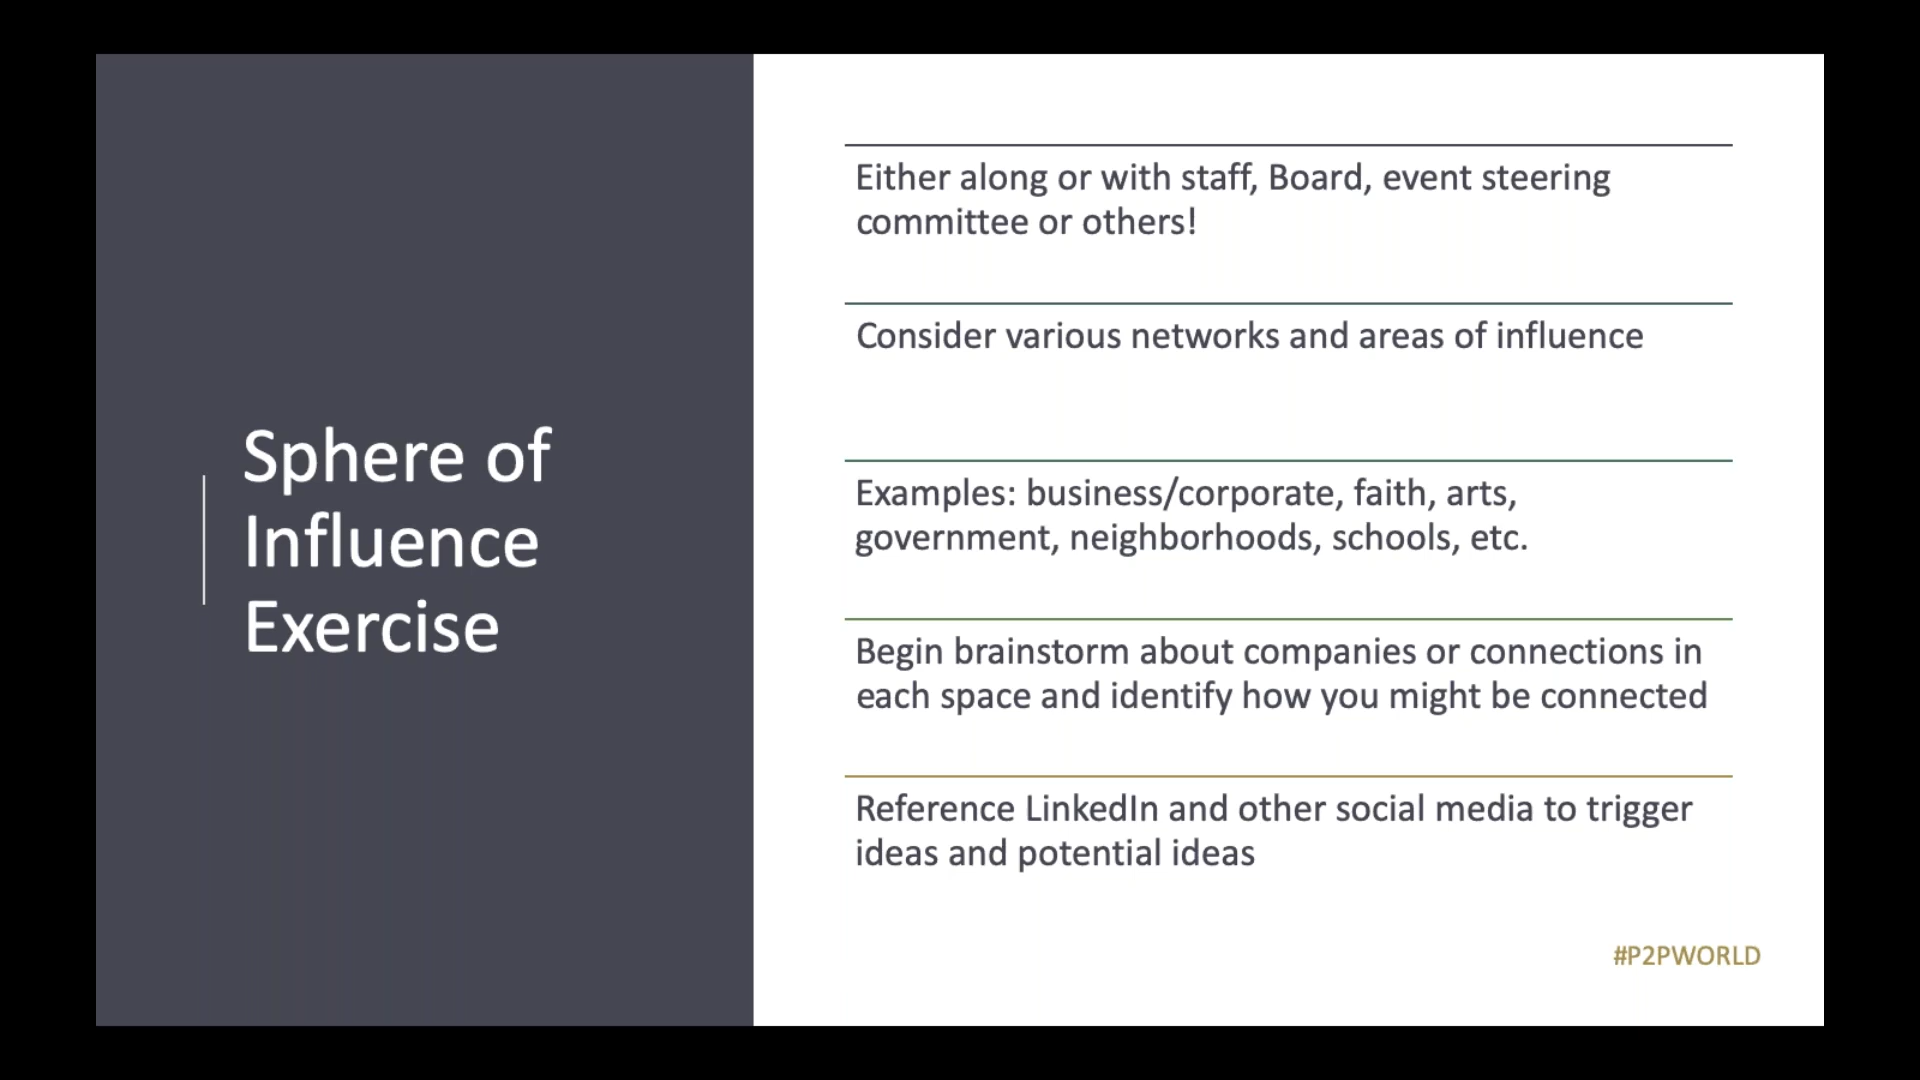 Sphere of
Influence
Exercise
Either along or with staff, Board, event steering
committee or others!
Consider various networks and areas of influence
Examples: business/corporate, faith, arts,
government, neighborhoods, schools, etc.
Begin brainstorm about companies or connections in
each space and identify how you might be connected
Reference LinkedIn and other social media to trigger
ideas and potential ideas
#P2PWORLD